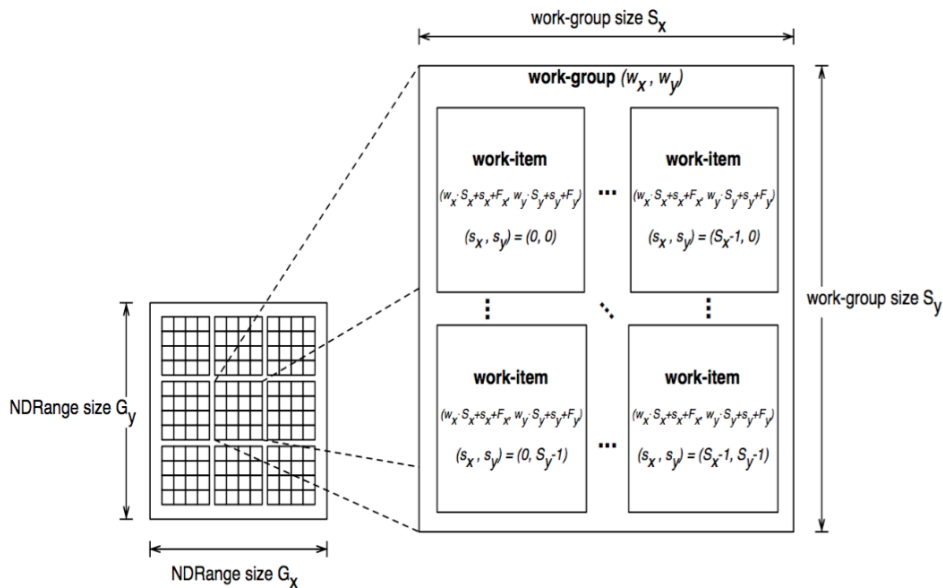 work-group size Sx
work-group (wx , wy)
work-item
work-item
(wx· Sx+sx+Fx, wy· Sy+sy+Fy)
...
(wx· Sx+sx+Fx, wy· Sy+sy+Fy)
(sx , sy) = (0, 0)
(sx , sy) = (Sx-1, 0)
work-group size Sy
work-item
work-item
NDRange size Gy
(wx· Sx+sx+Fx, wy· Sy+sy+Fy)
(wx· Sx+sx+Fx, wy· Sy+sy+Fy)
(sx , sy) = (0, Sy-1)
...
(sx , sy) = (Sx-1, Sy-1)
NDRange size Gx